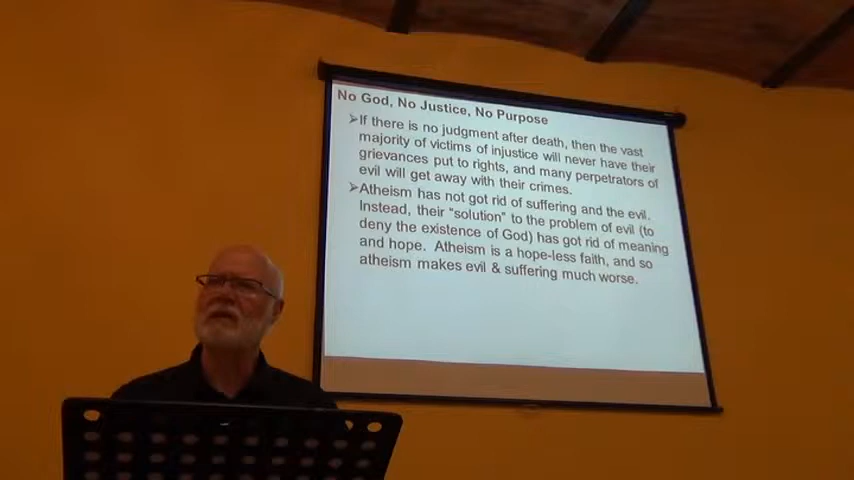 No God, No Justice, No Purpose
➢If there is no judgment after death, then the vast
majority of victims of injustice will never have their
grievances put to rights, and many perpetrators of
evil will get away with their crimes.
➢Atheism has not got rid of suffering and the evil.
Instead, their “solution” to the problem of evil (to
deny the existence of God) has got rid of meaning
and hope. Atheism is a hope-less faith, and so
atheism makes evil & suffering much worse.